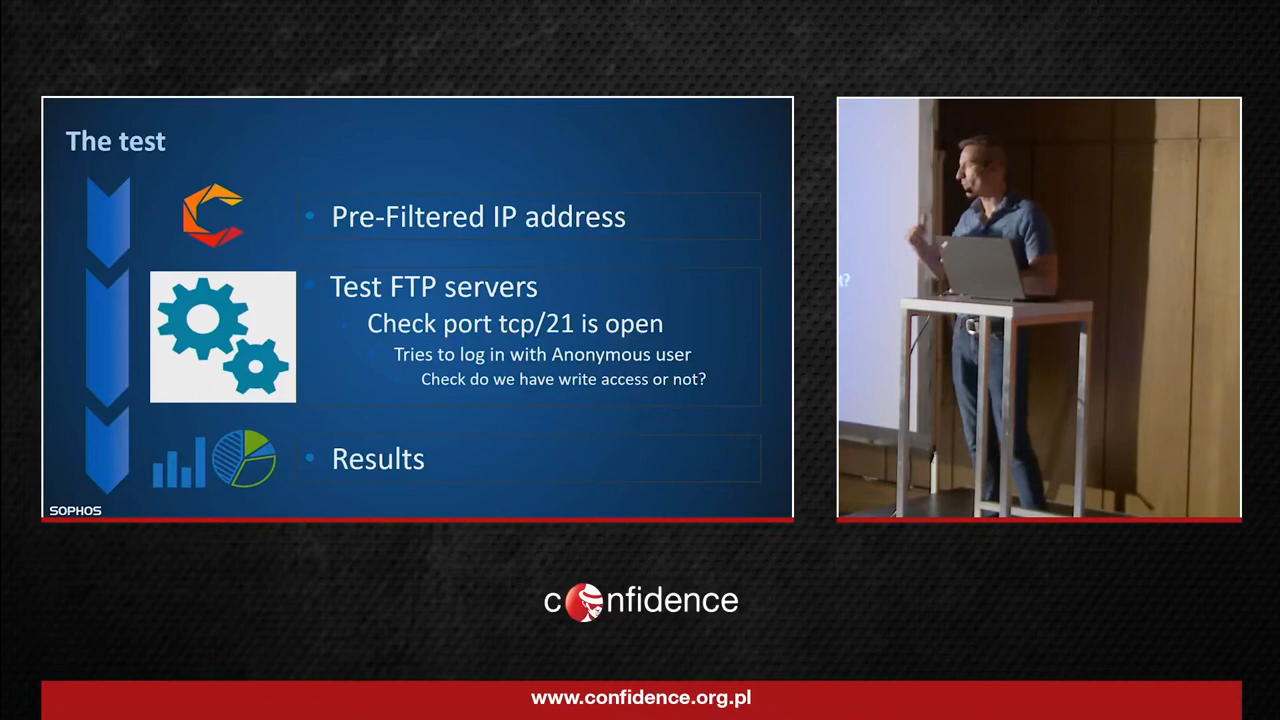 The test
Pre-Filtered IP address
Test FTP servers
Check port tcp/21 is open
Tries to log in with Anonymous user
Check do we have write access or not?
Results
SOPHOS
t?
confidence
www.confidence.org.pl